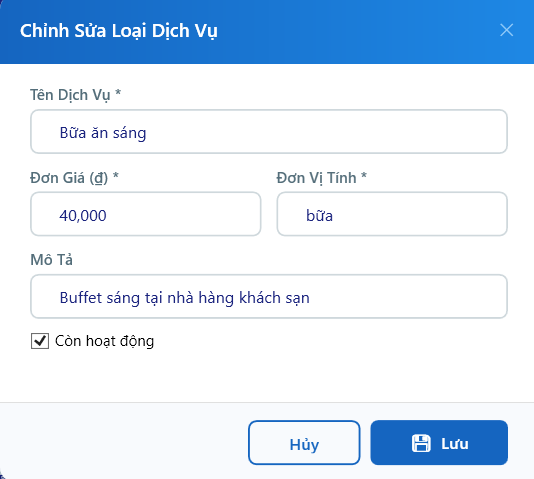 Chỉnh Sửa Loại Dịch Vụ
Tên Dịch Vụ *
Bữa ăn sáng
Đơn Giá (₫) * Đơn Vị Tính *
40,000 bữa
Mô Tả
Buffet sáng tại nhà hàng khách sạn
Còn hoạt động
Hủy Lưu